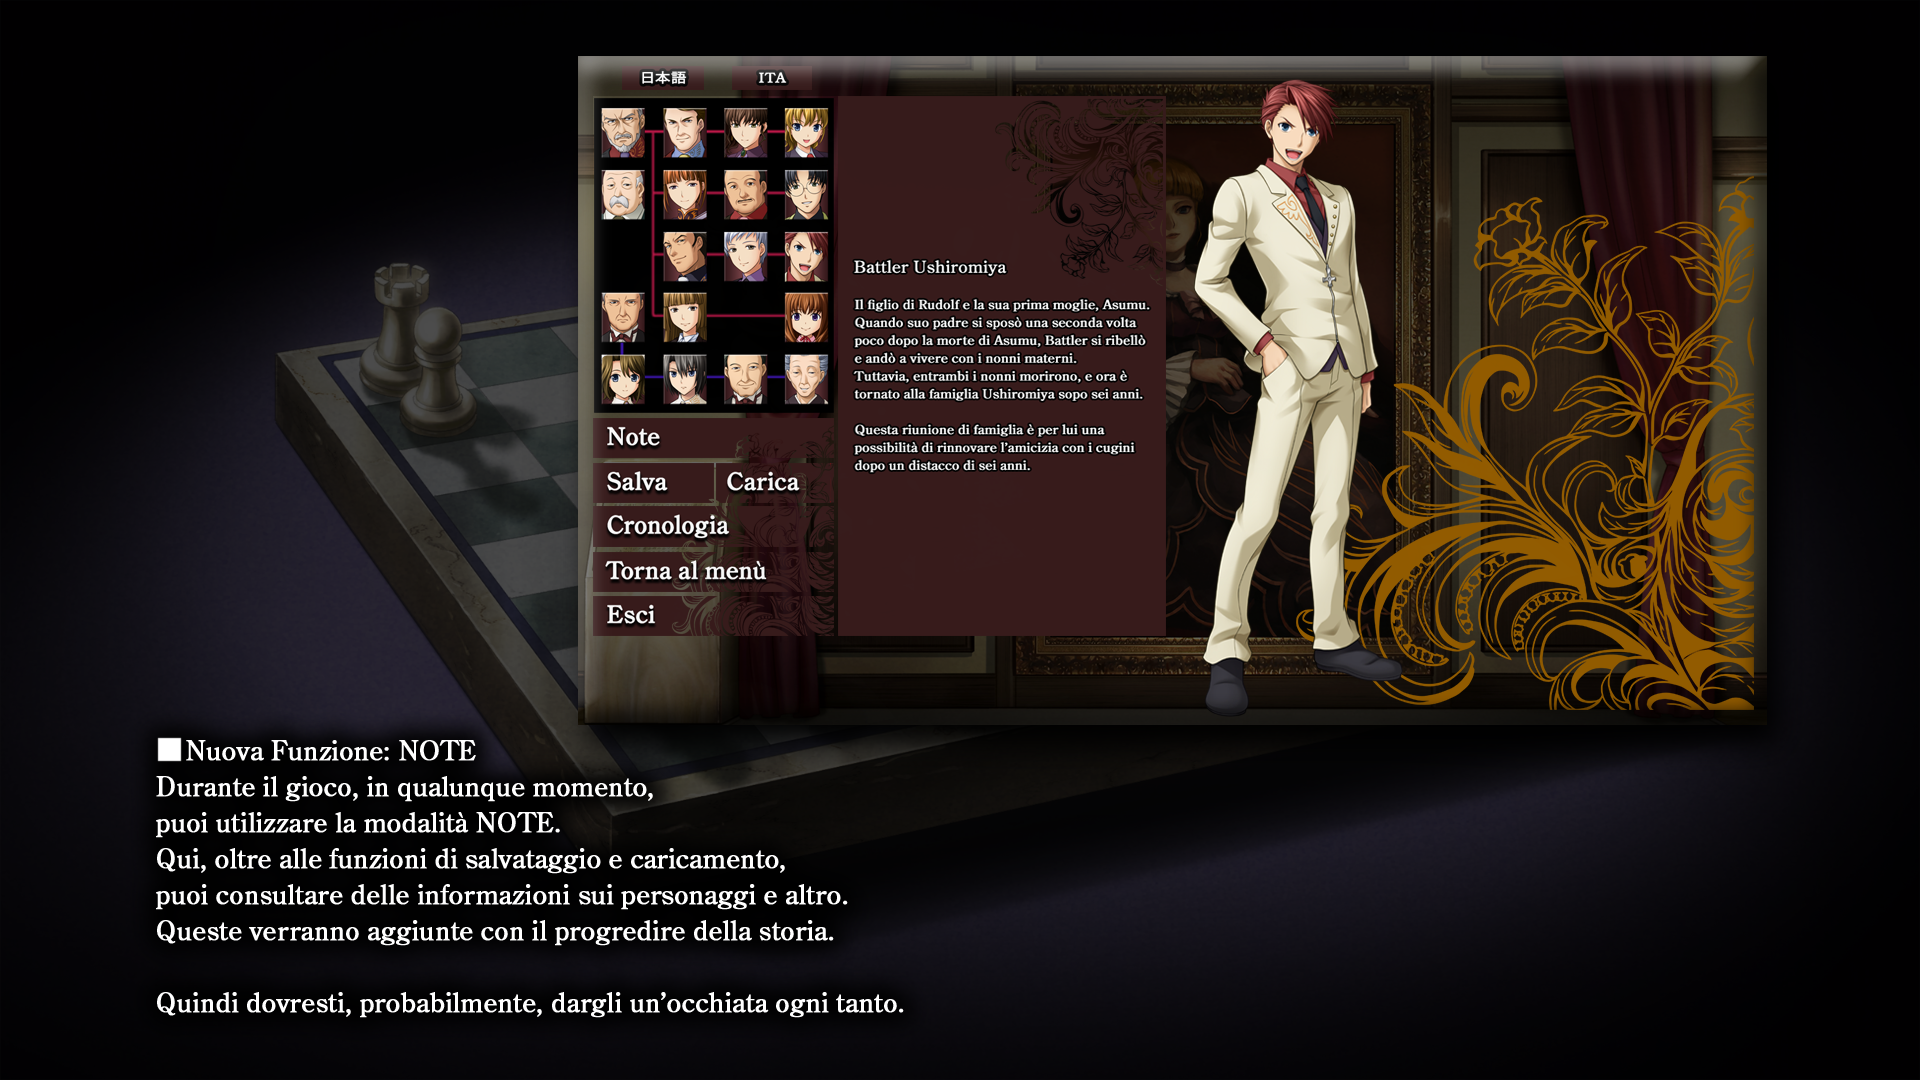 日本語 ITA
Battler Ushiromiya
Il figlio di Rudolf e la sua prima moglie, Asumu.
Quando suo padre si sposò una seconda volta
poco dopo la morte di Asumu, Battler si ribellò
e andò a vivere con i nonni materni.
Tuttavia, entrambi i nonni morirono, e ora è
tornato alla famiglia Ushiromiya sopo sei anni.
Questa riunione di famiglia è per lui una
possibilità di rinnovare l'amicizia con i cugini
dopo un distacco di sei anni.
Note
Salva Carica
Cronologia
Torna al menù
Esci
■Nuova Funzione: NOTE
Durante il gioco, in qualunque momento,
puoi utilizzare la modalità NOTE.
Qui, oltre alle funzioni di salvataggio e caricamento,
puoi consultare delle informazioni sui personaggi e altro.
Queste verranno aggiunte con il progredire della storia.
Quindi dovresti, probabilmente, dargli un’occhiata ogni tanto.